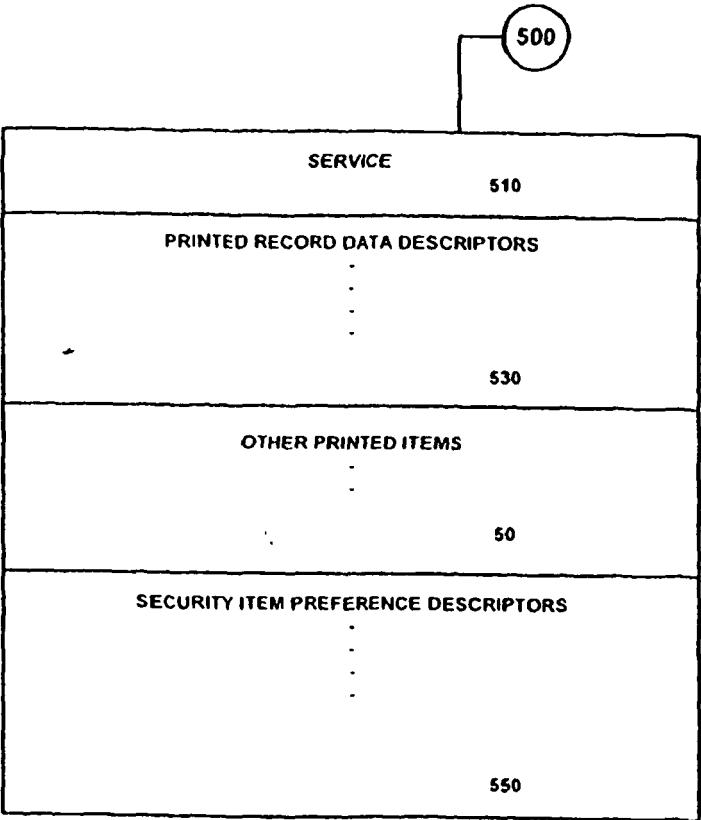 500
SERVICE
510
PRINTED RECORD DATA DESCRIPTORS
530
OTHER PRINTED ITEMS
50
SECURITY ITEM PREFERENCE DESCRIPTORS
550